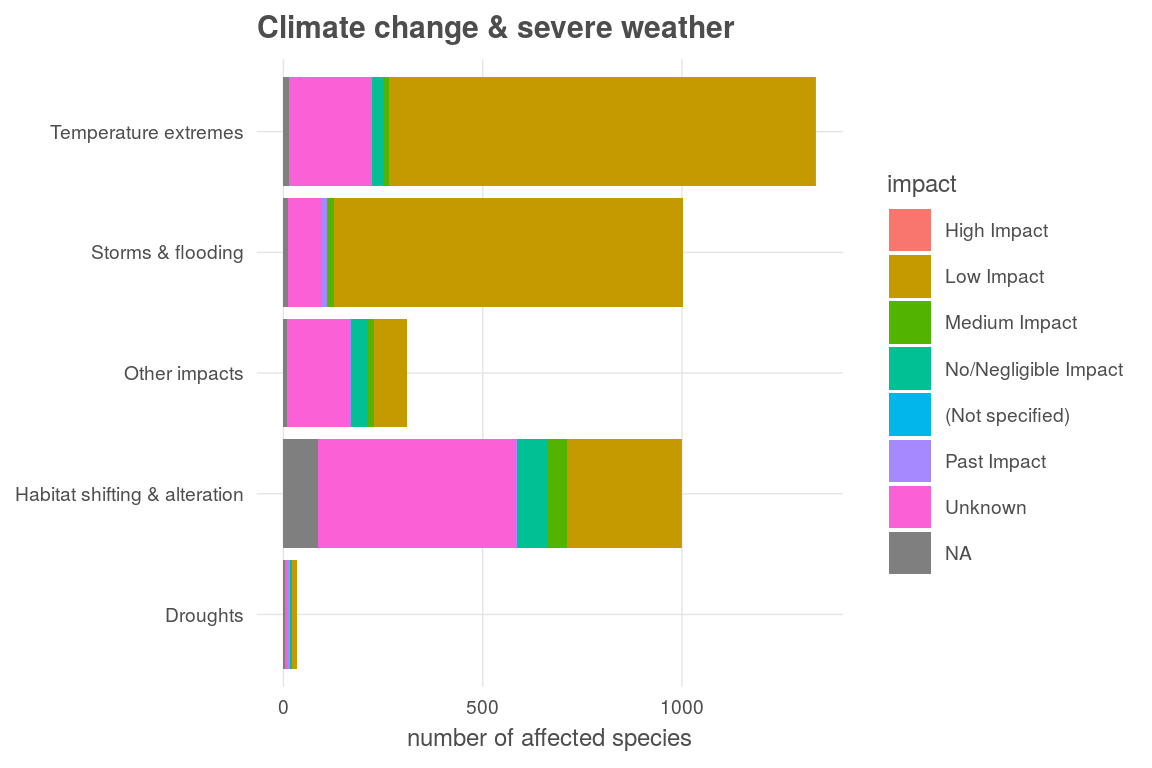 Climate change & severe weather
Temperature extremes
Storms & flooding
Other impacts
Habitat shifting & alteration
Droughts
0 500 1000
number of affected species
impact
High Impact
Low Impact
Medium Impact
No/Negligible Impact
(Not specified)
Past Impact
Unknown
NA